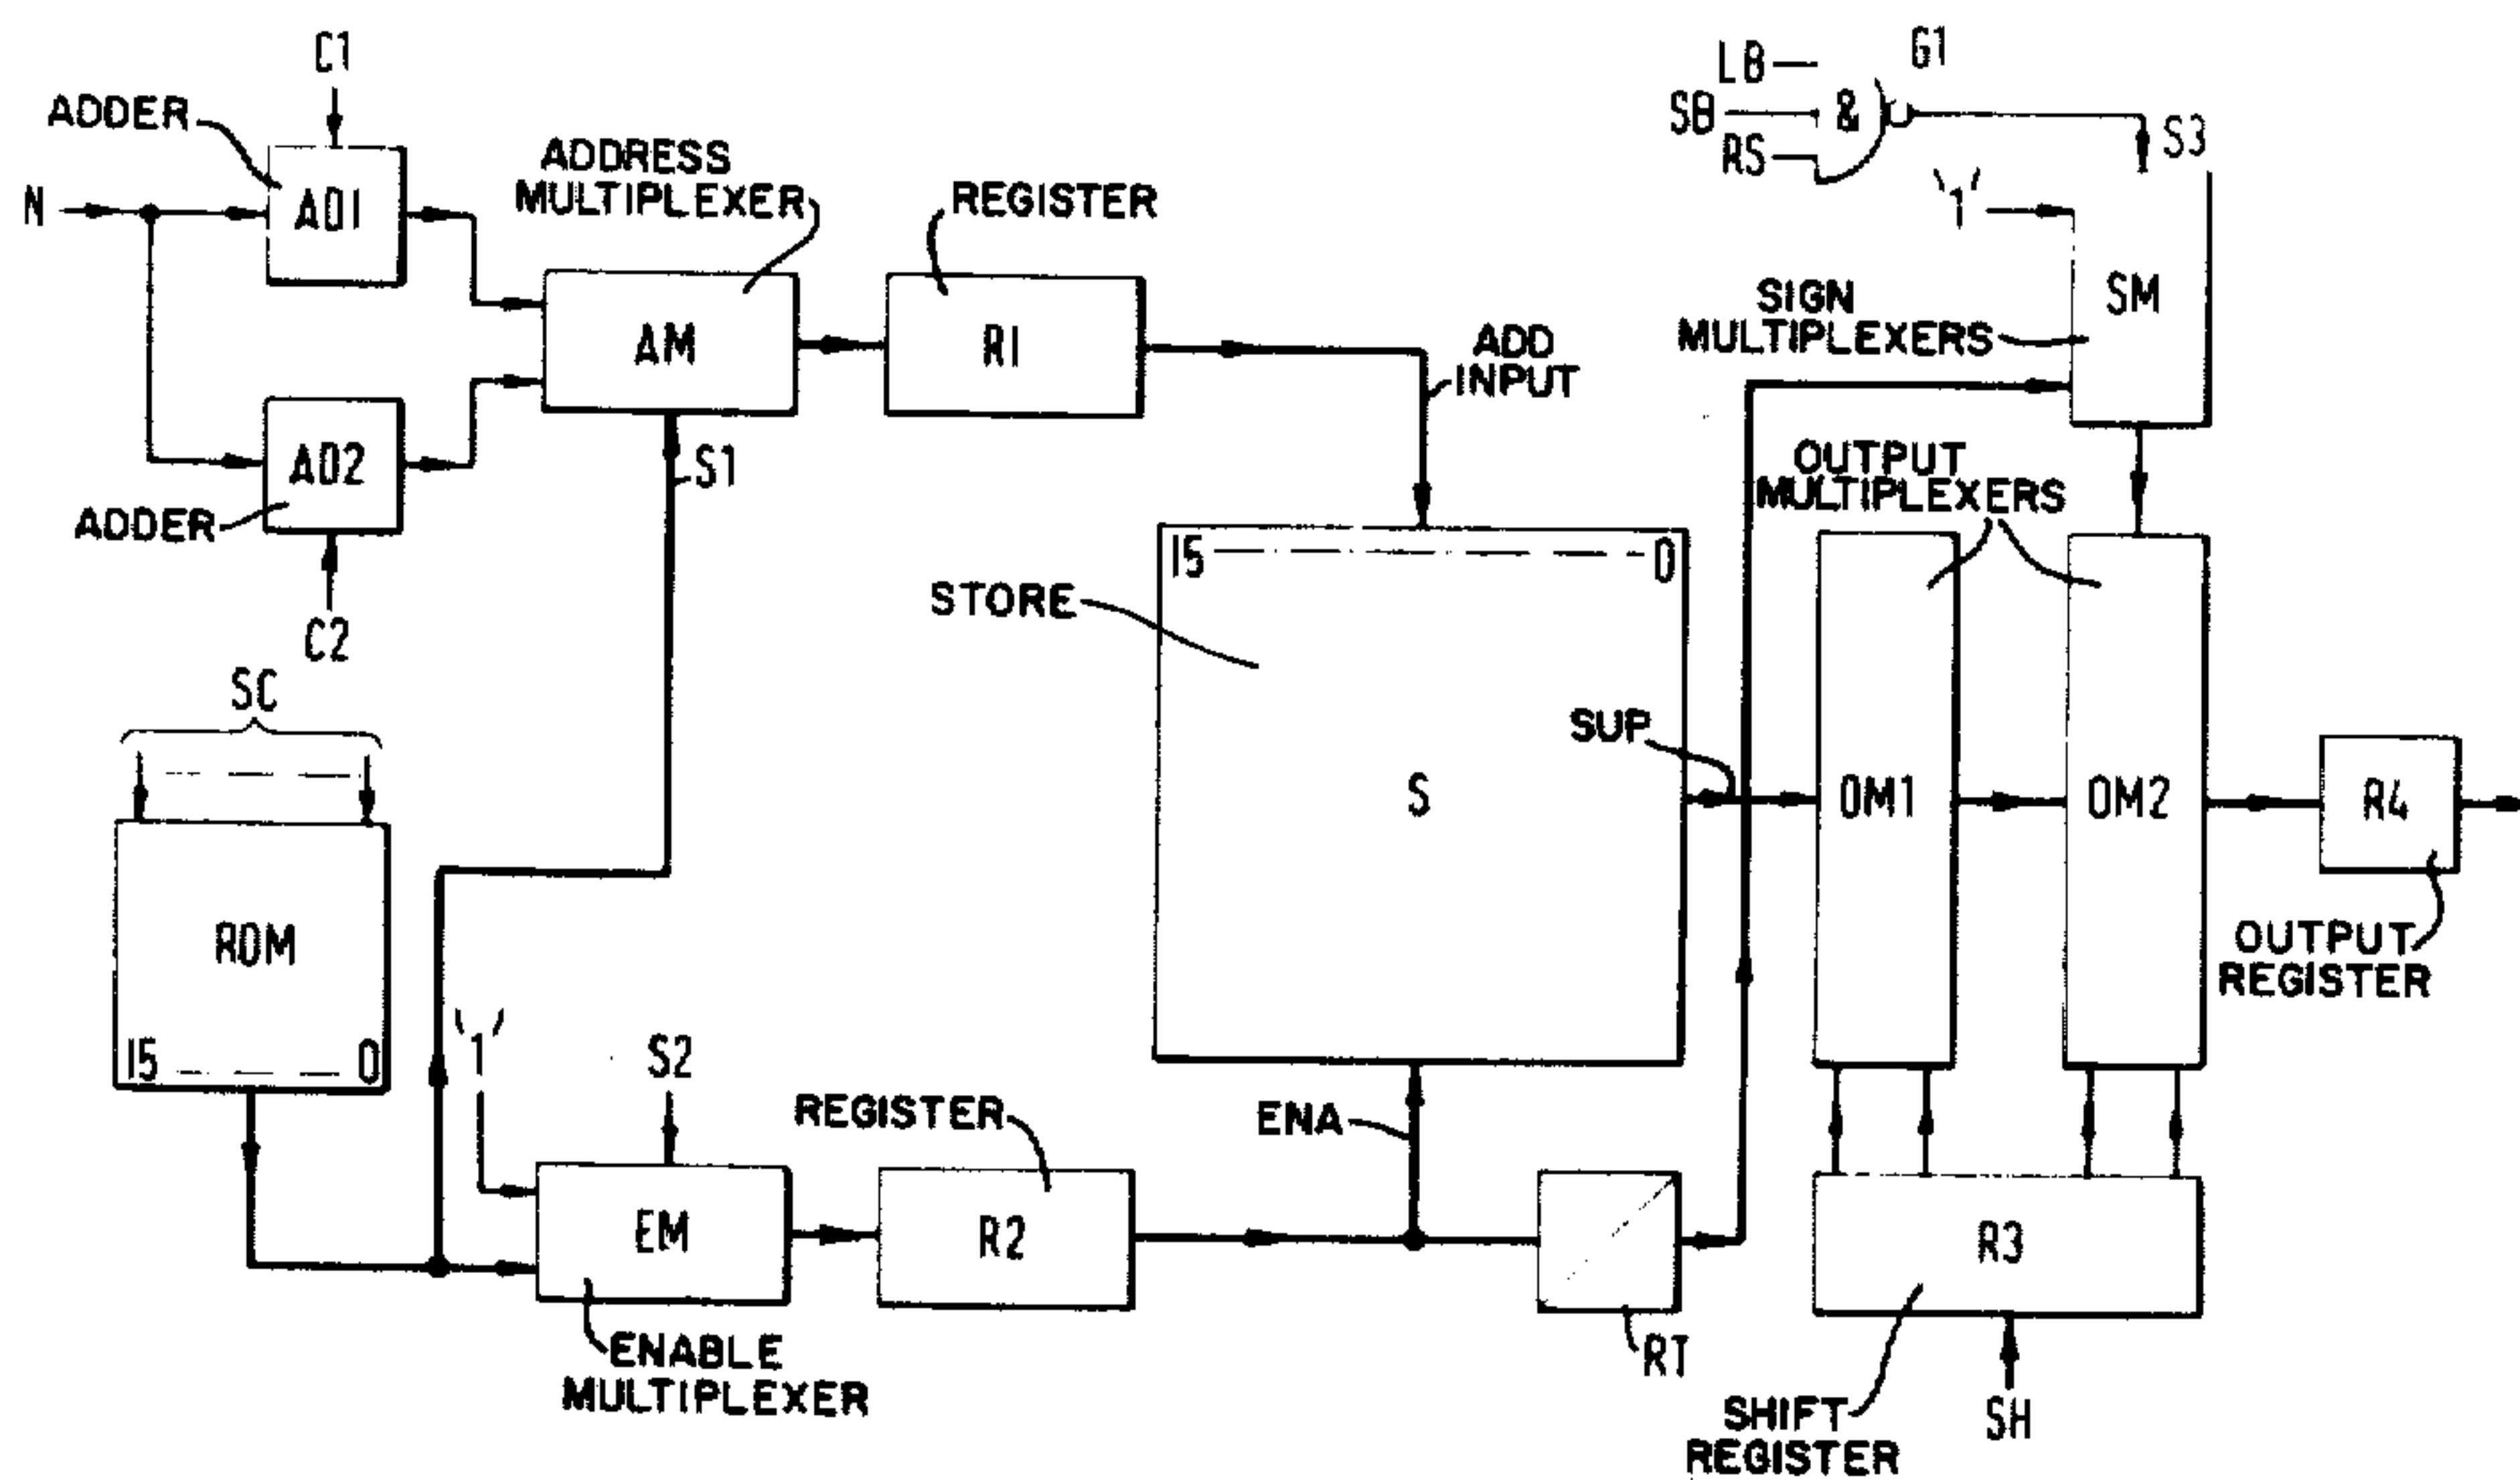 C1
ADDER
AD1
N
ADDRESS
MULTIPLEXER
REGISTER
LB
SB
RS
&
G1
S3
'1'
SM
SIGN
MULTIPLEXERS
AM
R1
ADD
INPUT
AD2
ADDER
C2
S1
OUTPUT
MULTIPLEXERS
15
0
STORE
SC
SUP
S
OM1
OM2
R4
ROM
15
0
OUTPUT
REGISTER
'1'
S2
REGISTER
ENA
EM
R2
R3
ENABLE
MULTIPLEXER
RT
SHIFT
REGISTER
SH